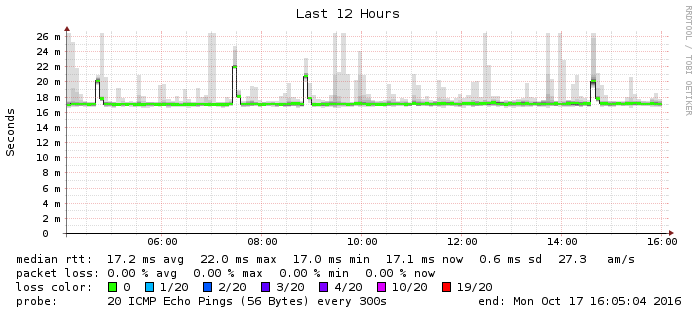 Last 12 Hours
RRDTOOL / TOBI OETIKER
Seconds
26 m
24 m
22 m
20 m
18 m
16 m
14 m
12 m
10 m
8 m
6 m
4 m
2 m
0
06:00 08:00 10:00 12:00 14:00 16:00
median rtt: 17.2 ms avg 22.0 ms max 17.0 ms min 17.1 ms now 0.6 ms sd 27.3 am/s
packet loss: 0.00 % avg 0.00 % max 0.00 % min 0.00 % now
loss color: 0 1/20 2/20 3/20 4/20 10/20 19/20
probe: 20 ICMP Echo Pings (56 Bytes) every 300s end: Mon Oct 17 16:05:04 2016